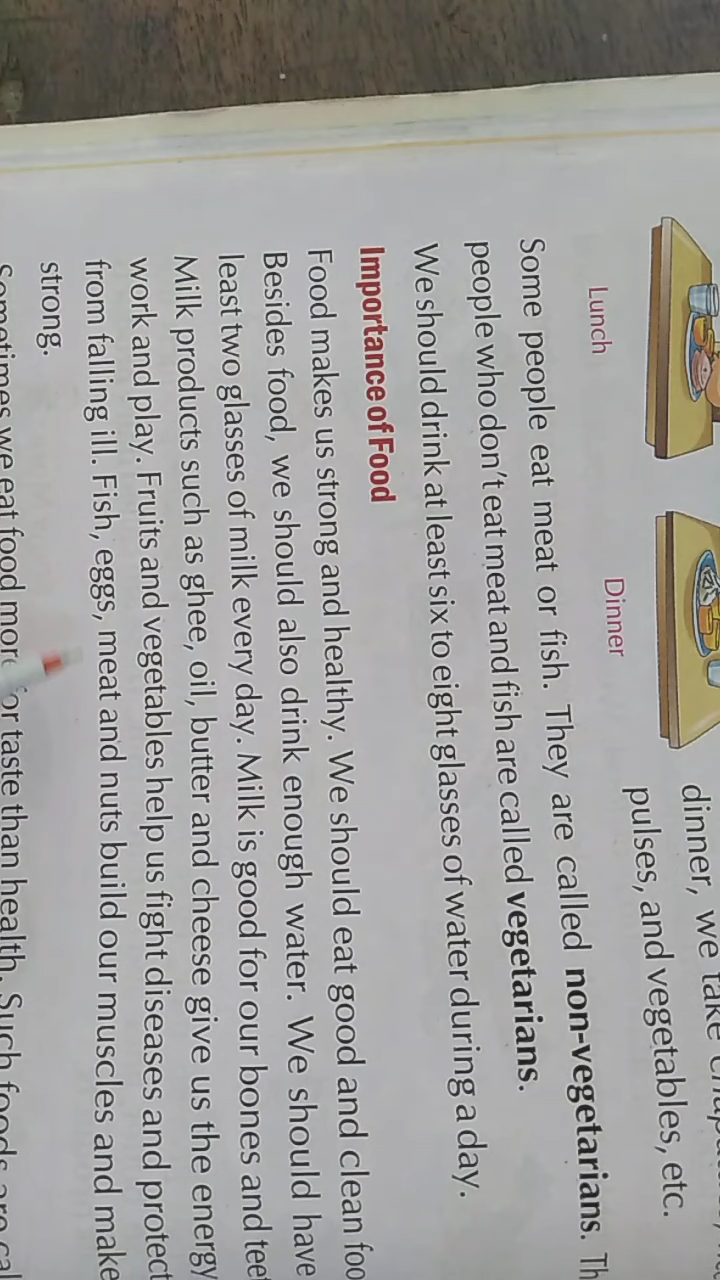 Lunch
Dinner
dinner, we take
pulses, and vegetables, etc.
Some people eat meat or fish. They are called non-vegetarians.
people who don't eat meat and fish are called vegetarians.
We should drink at least six to eight glasses of water during a day.
Importance of Food
Food makes us strong and healthy. We should eat good and clean
Besides food, we should also drink enough water. We should have
least two glasses of milk every day. Milk is good for our bones and
Milk products such as ghee, oil, butter and cheese give us the energy
work and play. Fruits and vegetables help us fight diseases and protect
from falling ill. Fish, eggs, meat and nuts build our muscles and make
strong.
Sometimes we eat food more for taste than health. Such foods are